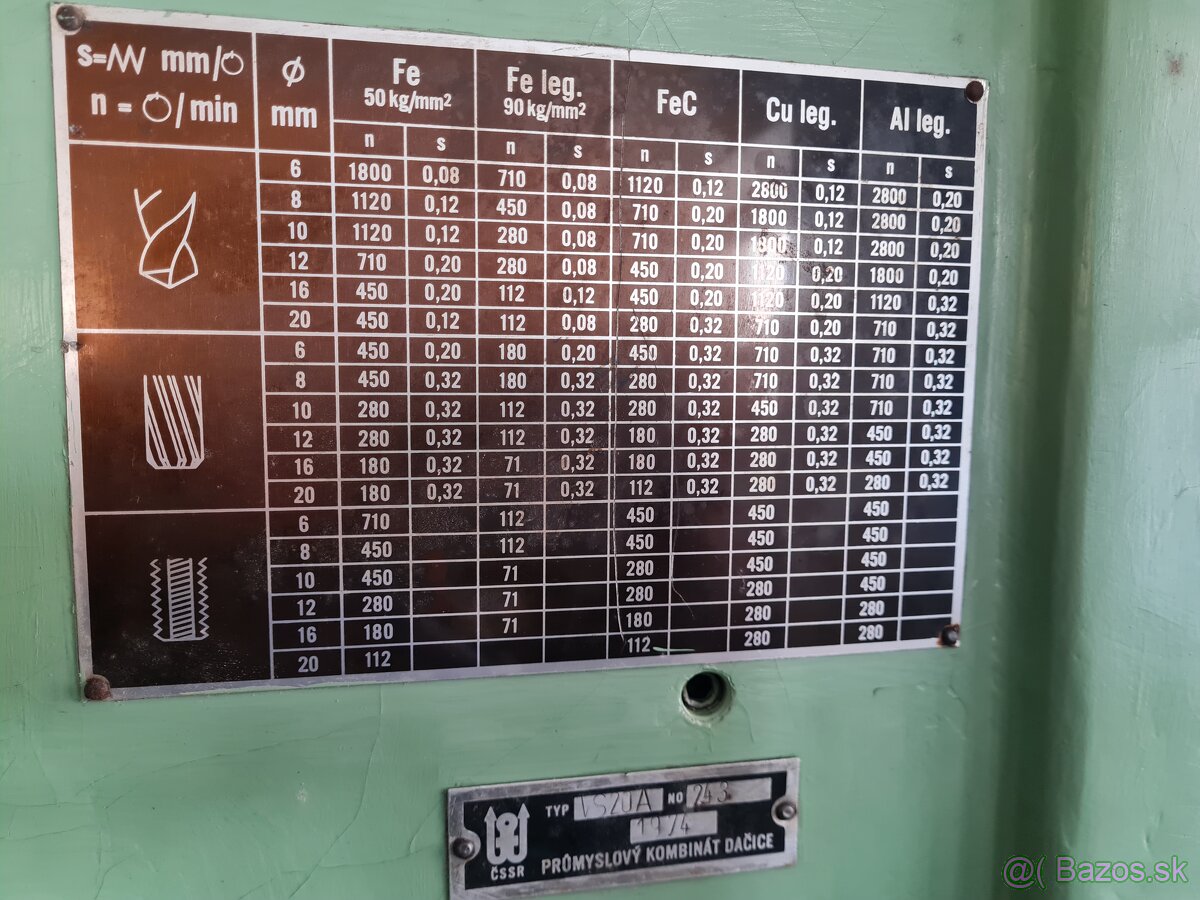 s= mm/
n = /min
ϕ
mm
Fe
50 kg/mm²
Fe leg.
90 kg/mm²
FeC
Cu leg.
Al leg.
n s n s n s n s n s
6 1800 0,08 710 0,08 1120 0,12 2800 0,12 2800 0,20
8 1120 0,12 450 0,08 710 0,20 1800 0,12 2800 0,20
10 1120 0,12 280 0,08 710 0,20 1800 0,12 2800 0,20
12 710 0,20 280 0,08 450 0,20 1120 0,20 1800 0,20
16 450 0,20 112 0,12 450 0,20 1120 0,20 1120 0,32
20 450 0,12 112 0,08 280 0,32 710 0,20 710 0,32
6 450 0,20 180 0,20 450 0,32 710 0,32 710 0,32
8 450 0,32 180 0,32 280 0,32 710 0,32 710 0,32
10 280 0,32 112 0,32 280 0,32 450 0,32 710 0,32
12 280 0,32 112 0,32 180 0,32 280 0,32 450 0,32
16 180 0,32 71 0,32 180 0,32 280 0,32 450 0,32
20 180 0,32 71 0,32 112 0,32 280 0,32 280 0,32
6 710 112 450 450 450
8 450 112 450 450 450
10 450 71 280 450 450
12 280 71 280 280 450
16 180 71 180 280 280
20 112 112 280 280
TYP VS20A NO 243
1974
ČSSR PRŮMYSLOVÝ KOMBINÁT DAČICE
@( Bazos.sk